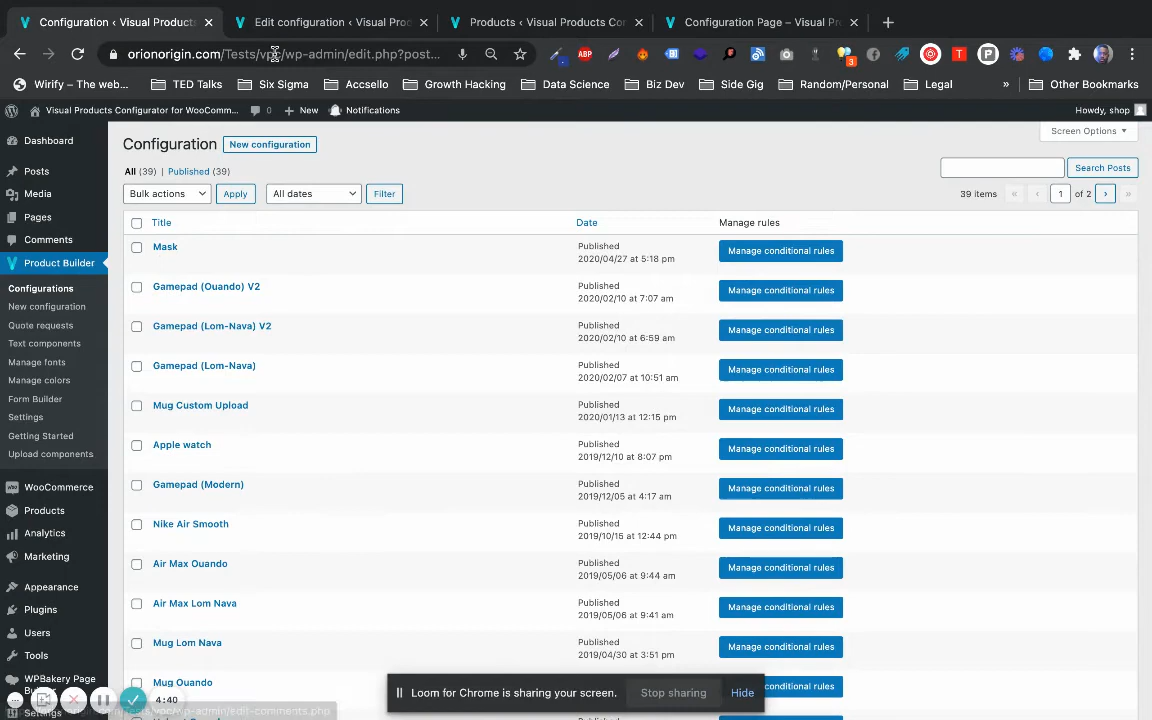 Configuration ‹ Visual Products
Edit configuration ‹ Visual Proc
Products ‹ Visual Products Con
Configuration Page – Visual Pr
orionorigin.com/Tests/vpc/wp-admin/edit.php?post...
ABP
3
T
P
Wirify – The web...
TED Talks
Six Sigma
Accsello
Growth Hacking
Data Science
Biz Dev
Side Gig
Random/Personal
Legal
»
Other Bookmarks
Visual Products Configurator for WooComm...
0
New
Notifications
Howdy, shop
Dashboard
Posts
Media
Pages
Comments
Product Builder
Configurations
New configuration
Quote requests
Text components
Manage fonts
Manage colors
Form Builder
Settings
Getting Started
Upload components
WooCommerce
Products
Analytics
Marketing
Appearance
Plugins
Users
Tools
WPBakery Page
Settings
Configuration
New configuration
Screen Options
All (39) | Published (39)
Search Posts
Bulk actions
Apply
All dates
Filter
39 items « ‹ 1 of 2 › »
Title
Date
Manage rules
Mask
Published
2020/04/27 at 5:18 pm
Manage conditional rules
Gamepad (Ouando) V2
Published
2020/02/10 at 7:07 am
Manage conditional rules
Gamepad (Lom-Nava) V2
Published
2020/02/10 at 6:59 am
Manage conditional rules
Gamepad (Lom-Nava)
Published
2020/02/07 at 10:51 am
Manage conditional rules
Mug Custom Upload
Published
2020/01/13 at 12:15 pm
Manage conditional rules
Apple watch
Published
2019/12/10 at 8:07 pm
Manage conditional rules
Gamepad (Modern)
Published
2019/12/05 at 4:17 am
Manage conditional rules
Nike Air Smooth
Published
2019/10/15 at 12:44 pm
Manage conditional rules
Air Max Ouando
Published
2019/05/06 at 9:44 am
Manage conditional rules
Air Max Lom Nava
Published
2019/05/06 at 9:41 am
Manage conditional rules
Mug Lom Nava
Published
2019/04/30 at 3:51 pm
Manage conditional rules
Mug Ouando
conditional rules
Loom for Chrome is sharing your screen.
Stop sharing
Hide
4:40